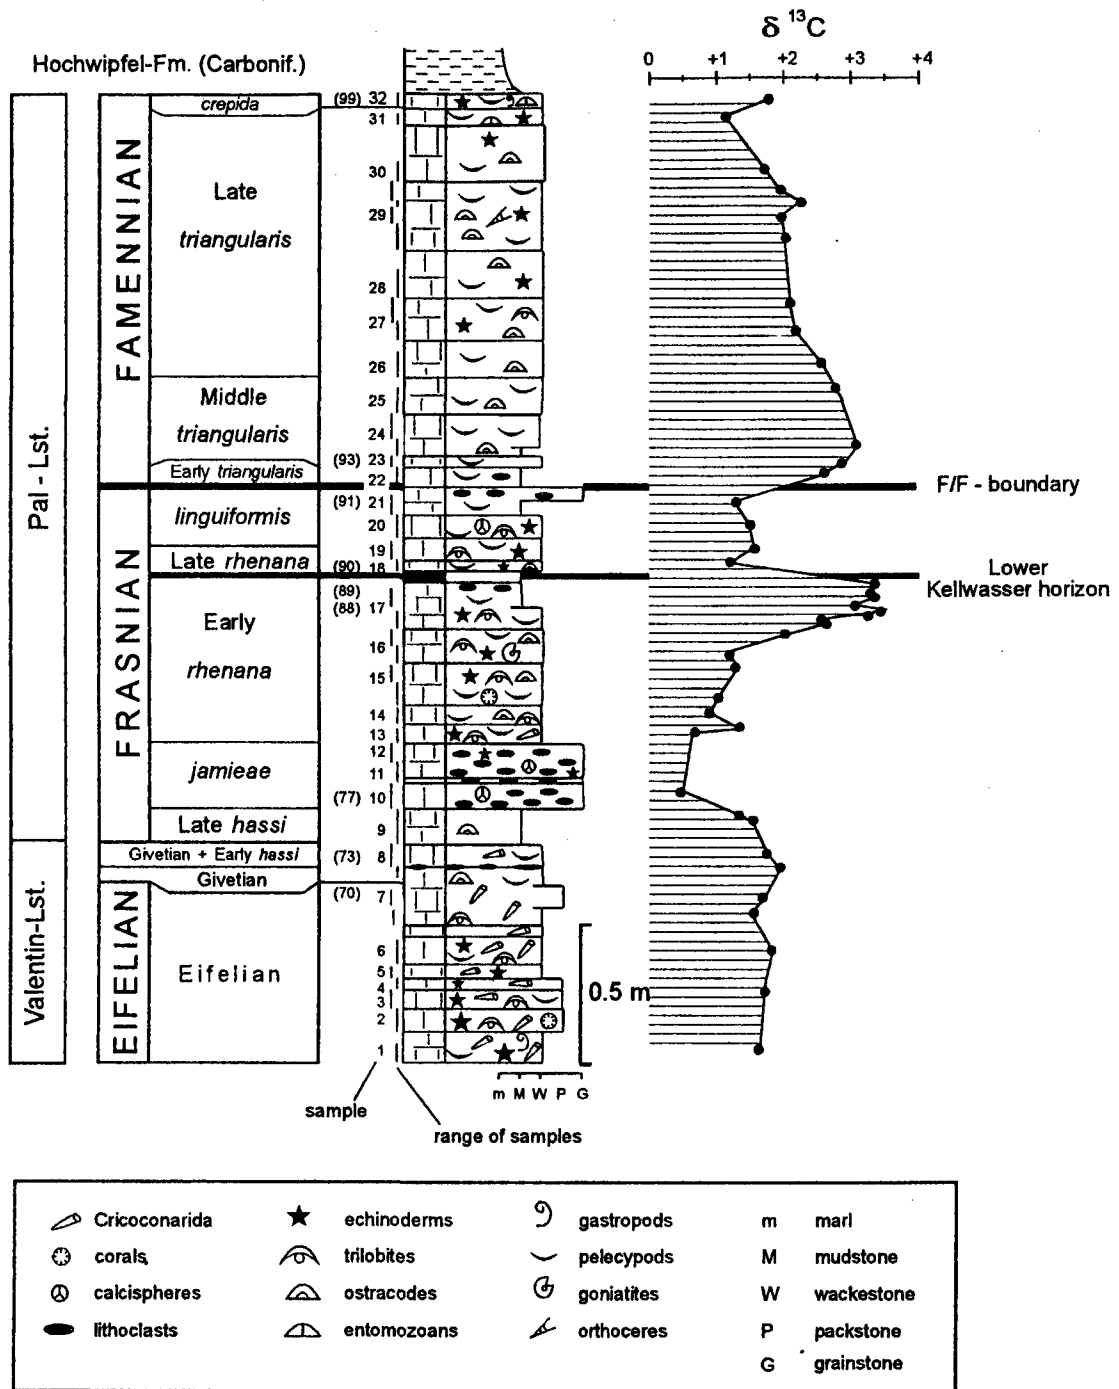 δ ¹³C
0 +1 +2 +3 +4
Hochwipfel-Fm. (Carbonif.)
Pal - Lst.
Valentin-Lst.
FAMENNIAN
FRASNIAN
EIFELIAN
crepida
Late
triangularis
Middle
triangularis
Early triangularis
linguiformis
Late rhenana
Early
rhenana
jamieae
Late hassi
Givetian + Early hassi
Givetian
Eifelian
(99) 32
31
30
29
28
27
26
25
24
(93) 23
22
(91) 21
20
19
(90) 18
(89)
(88) 17
16
15
14
13
12
11
(77) 10
9
(73) 8
(70) 7
6
5
4
3
2
1
F/F - boundary
Lower
Kellwasser horizon
0.5 m
m M W P G
sample
range of samples
Cricoconarida echinoderms gastropods m marl
corals trilobites pelecypods M mudstone
calcispheres ostracodes goniatites W wackestone
lithoclasts entomozoans orthoceres P packstone
G grainstone